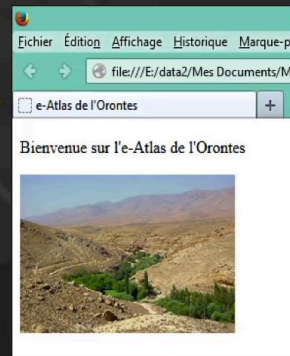 Fichier Édition Affichage Historique Marque-p
file:///E:/data2/Mes Documents/M
e-Atlas de l'Orontes +
Bienvenue sur l'e-Atlas de l'Orontes